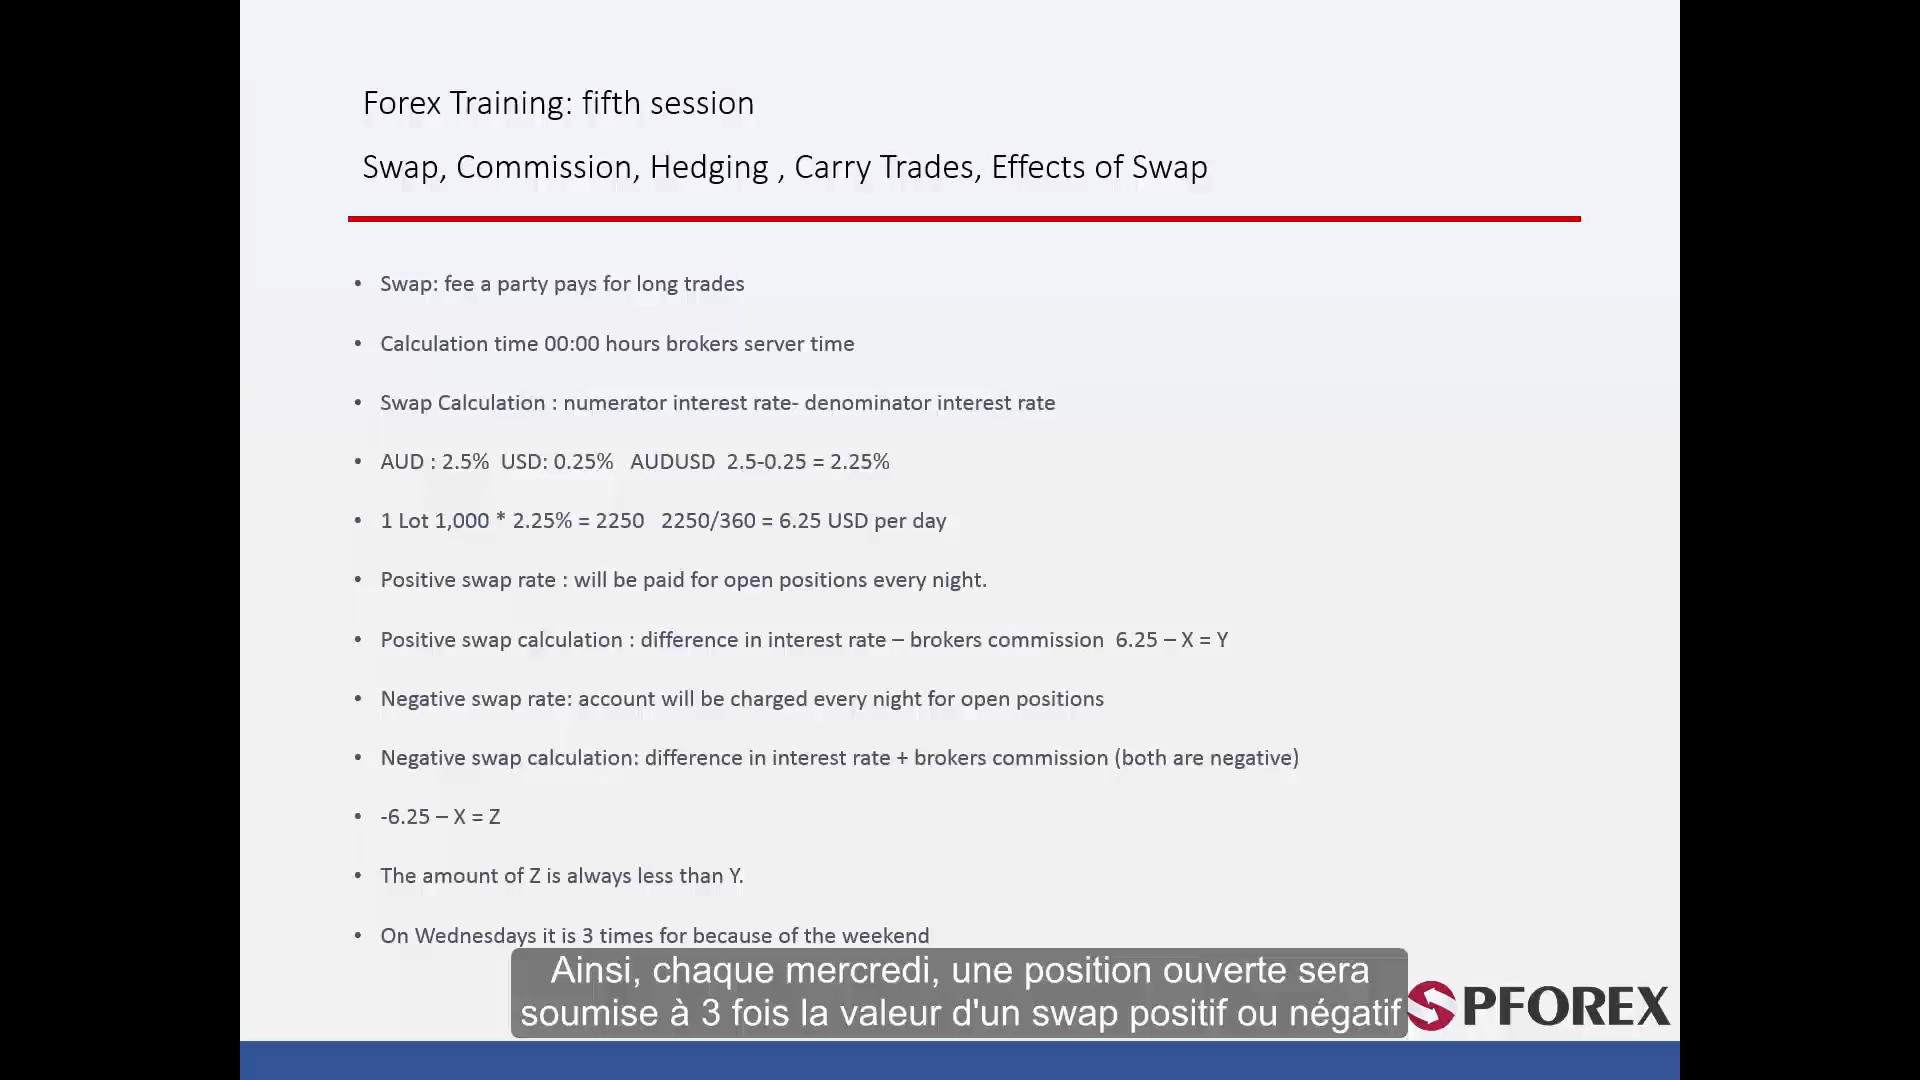 Forex Training: fifth session
Swap, Commission, Hedging , Carry Trades, Effects of Swap
• Swap: fee a party pays for long trades
• Calculation time 00:00 hours brokers server time
• Swap Calculation : numerator interest rate- denominator interest rate
• AUD : 2.5%  USD: 0.25%   AUDUSD  2.5-0.25 = 2.25%
• 1 Lot 1,000 * 2.25% = 2250   2250/360 = 6.25 USD per day
• Positive swap rate : will be paid for open positions every night.
• Positive swap calculation : difference in interest rate – brokers commission  6.25 – X = Y
• Negative swap rate: account will be charged every night for open positions
• Negative swap calculation: difference in interest rate + brokers commission (both are negative)
• -6.25 – X = Z
• The amount of Z is always less than Y.
• On Wednesdays it is 3 times for because of the weekend
Ainsi, chaque mercredi, une position ouverte sera
soumise à 3 fois la valeur d'un swap positif ou négatif
PFOREX